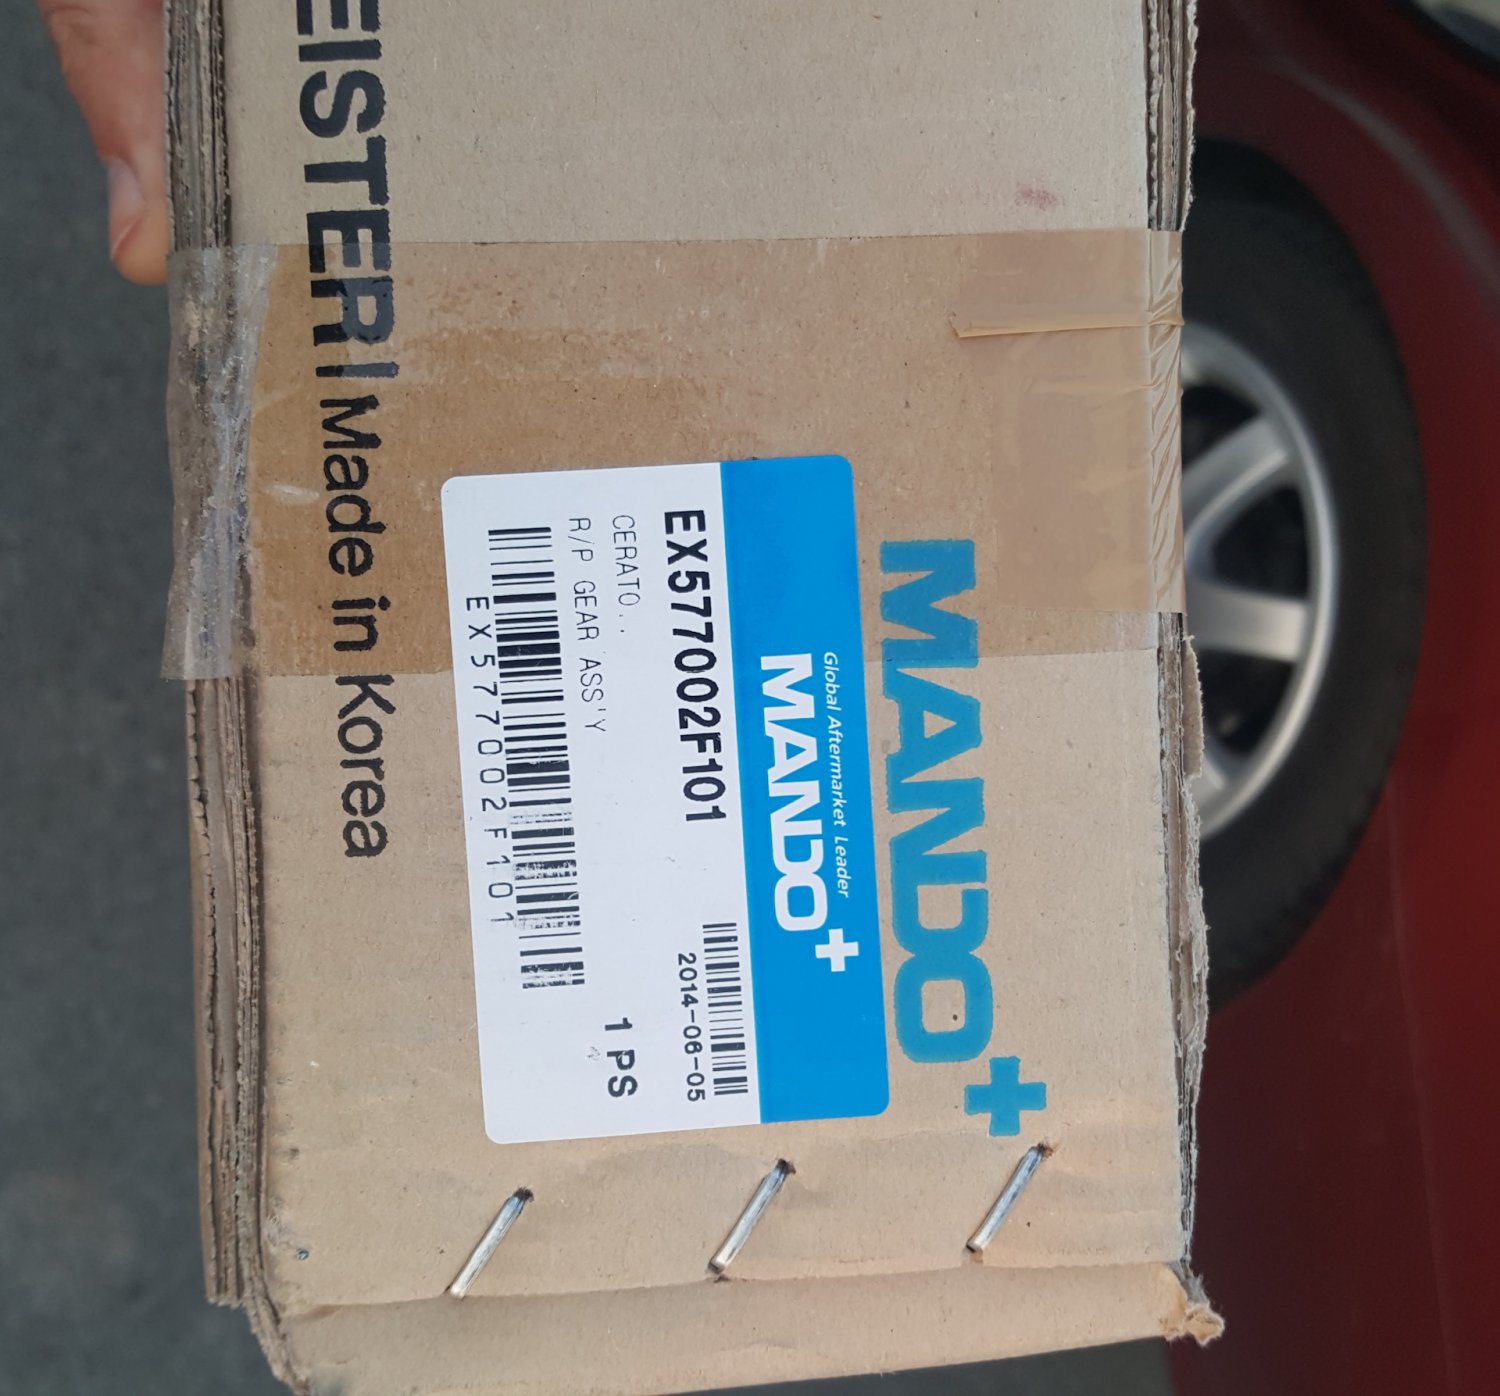 EISTER | Made in Korea
MANDO+
Global Aftermarket Leader
MANDO+
EX577002F101
2014-06-05
CERATO..
R/P GEAR ASS'Y
1 PS
EX577002F101